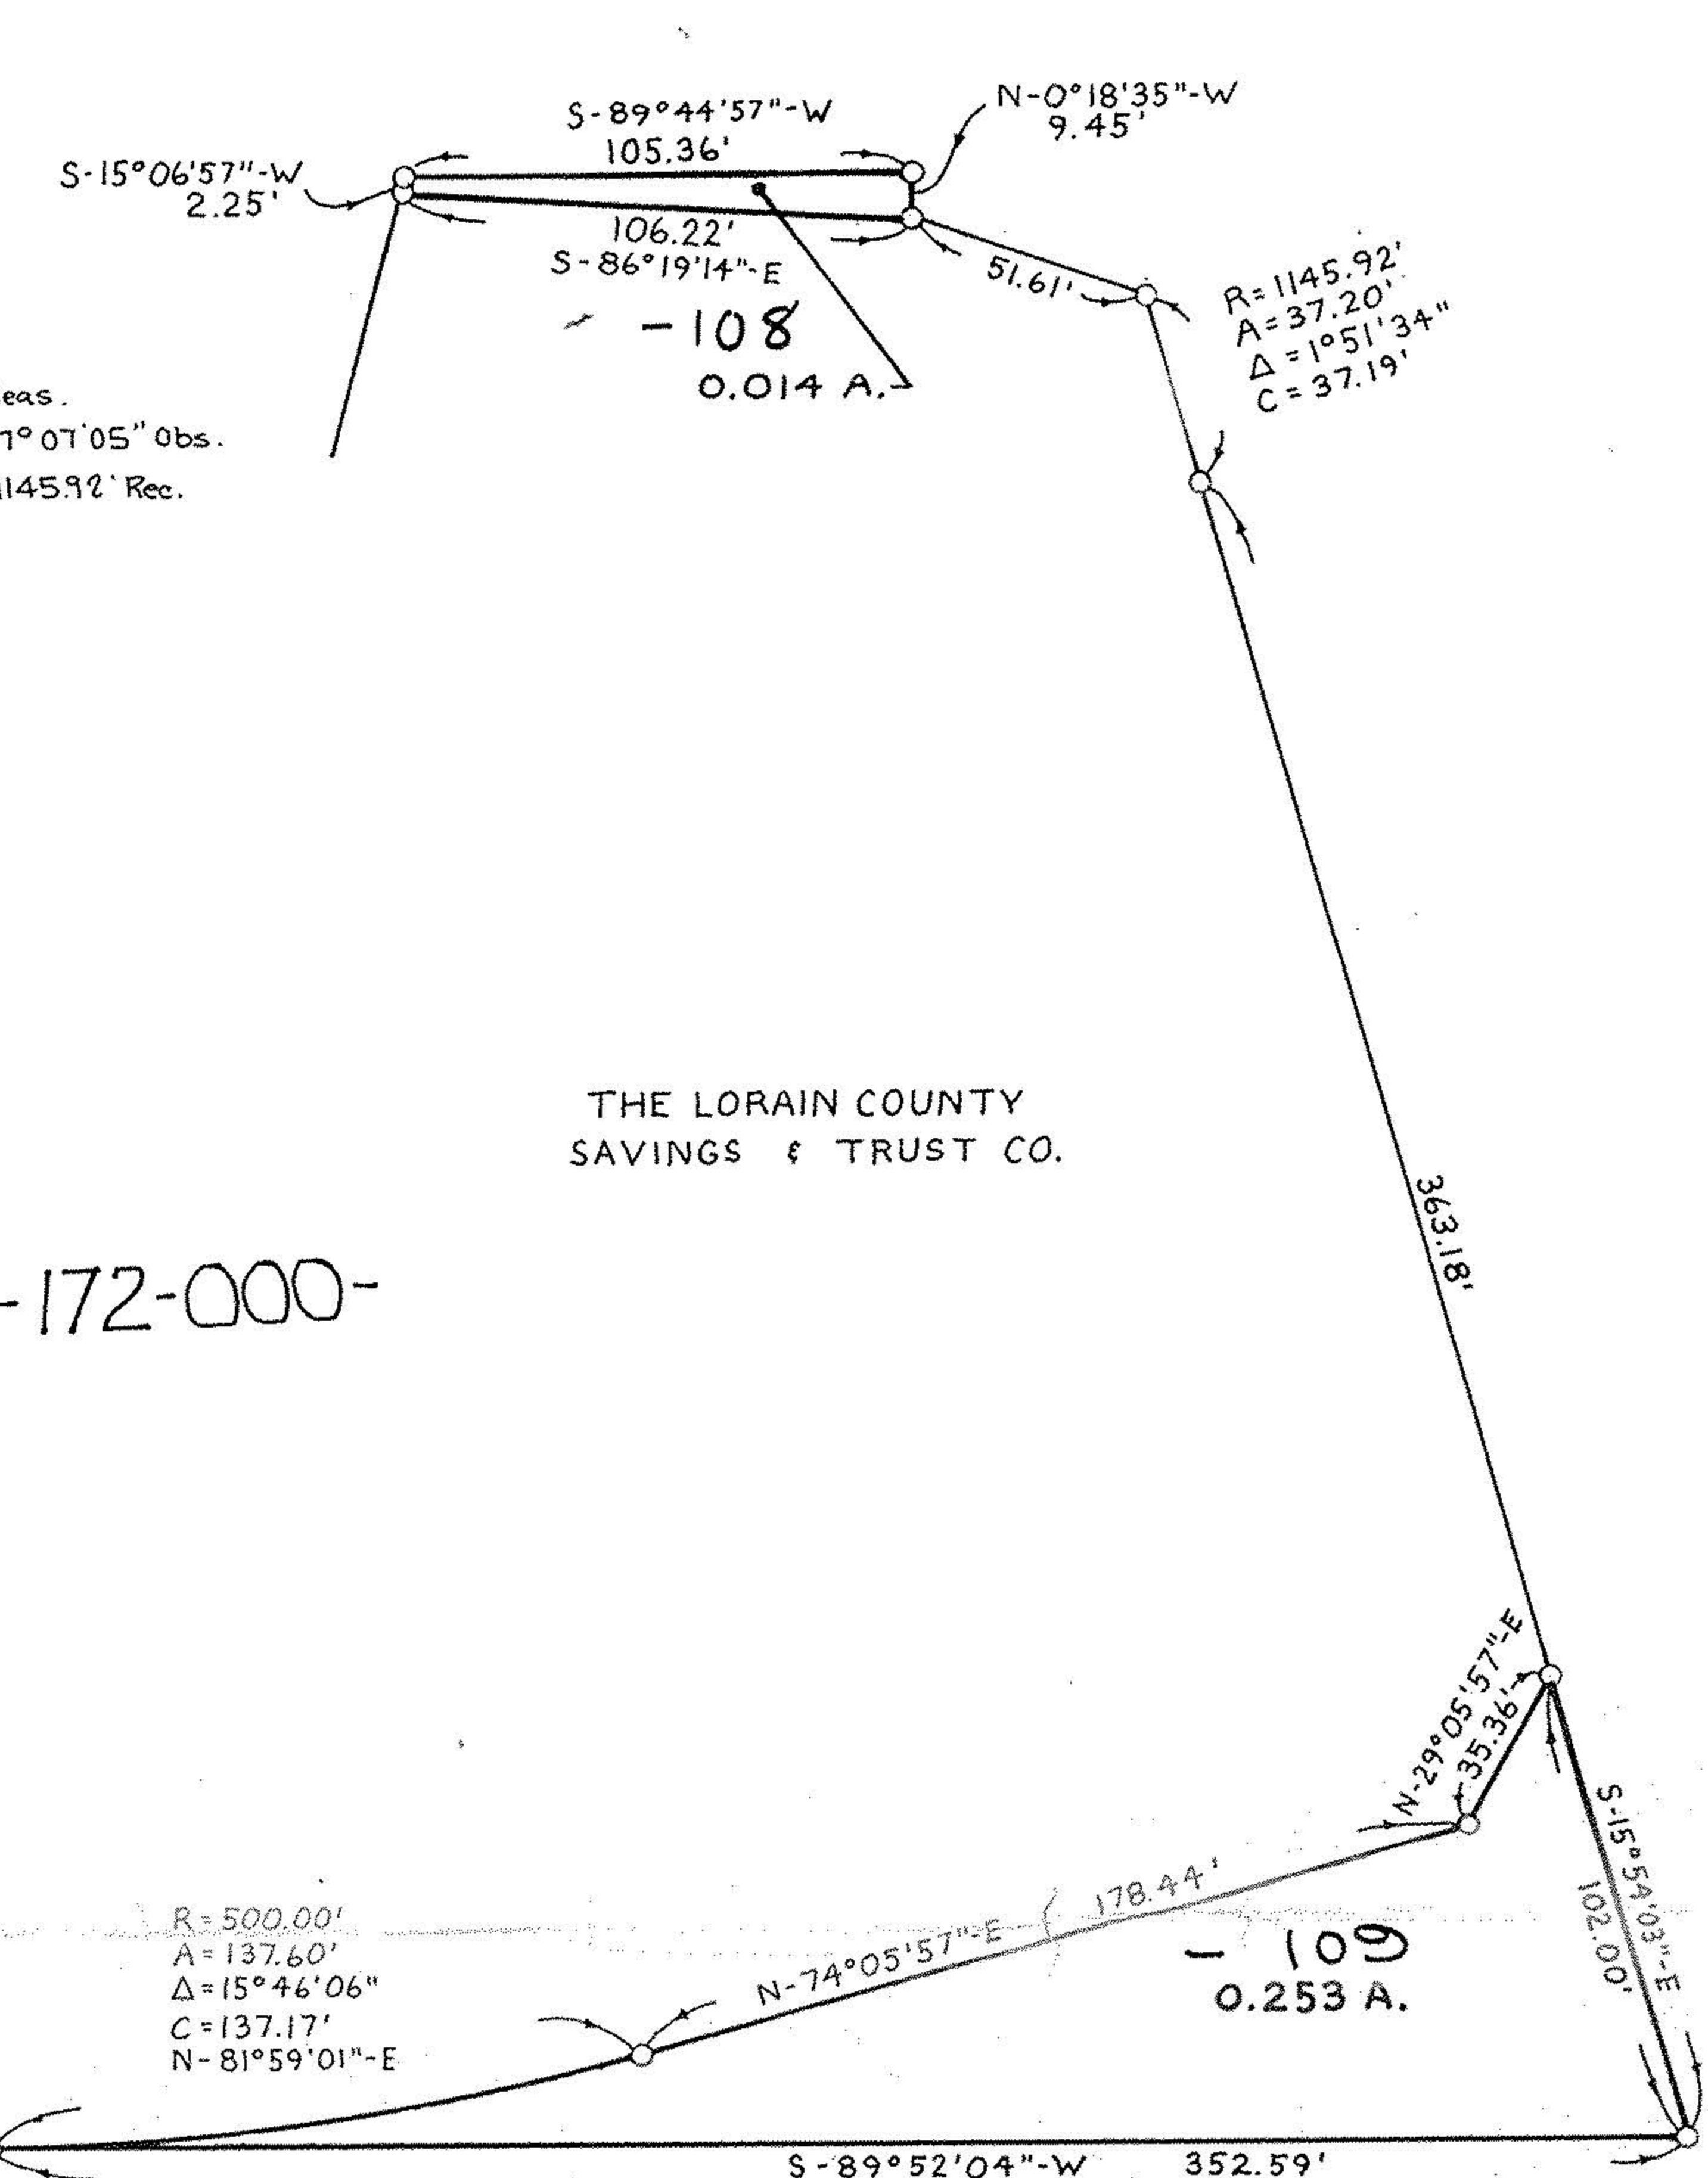 S-89°44'57"-W
105.36'
N-0°18'35"-W
9.45'
S-15°06'57"-W
2.25'
106.22'
S-86°19'14"-E
51.61'
R=1145.92'
A=37.20'
Δ=1°51'34"
C=37.19'
-108
0.014 A.
eas.
7°07'05" Obs.
1145.92' Rec.
THE LORAIN COUNTY
SAVINGS & TRUST CO.
363.18'
-172-000-
N-29°05'57"-E
35.36'
S-15°54'03"-E
102.00'
R=500.00'
A=137.60'
Δ=15°46'06"
C=137.17'
N-81°59'01"-E
N-74°05'57"-E 178.44'
- 109
0.253 A.
S-89°52'04"-W 352.59'